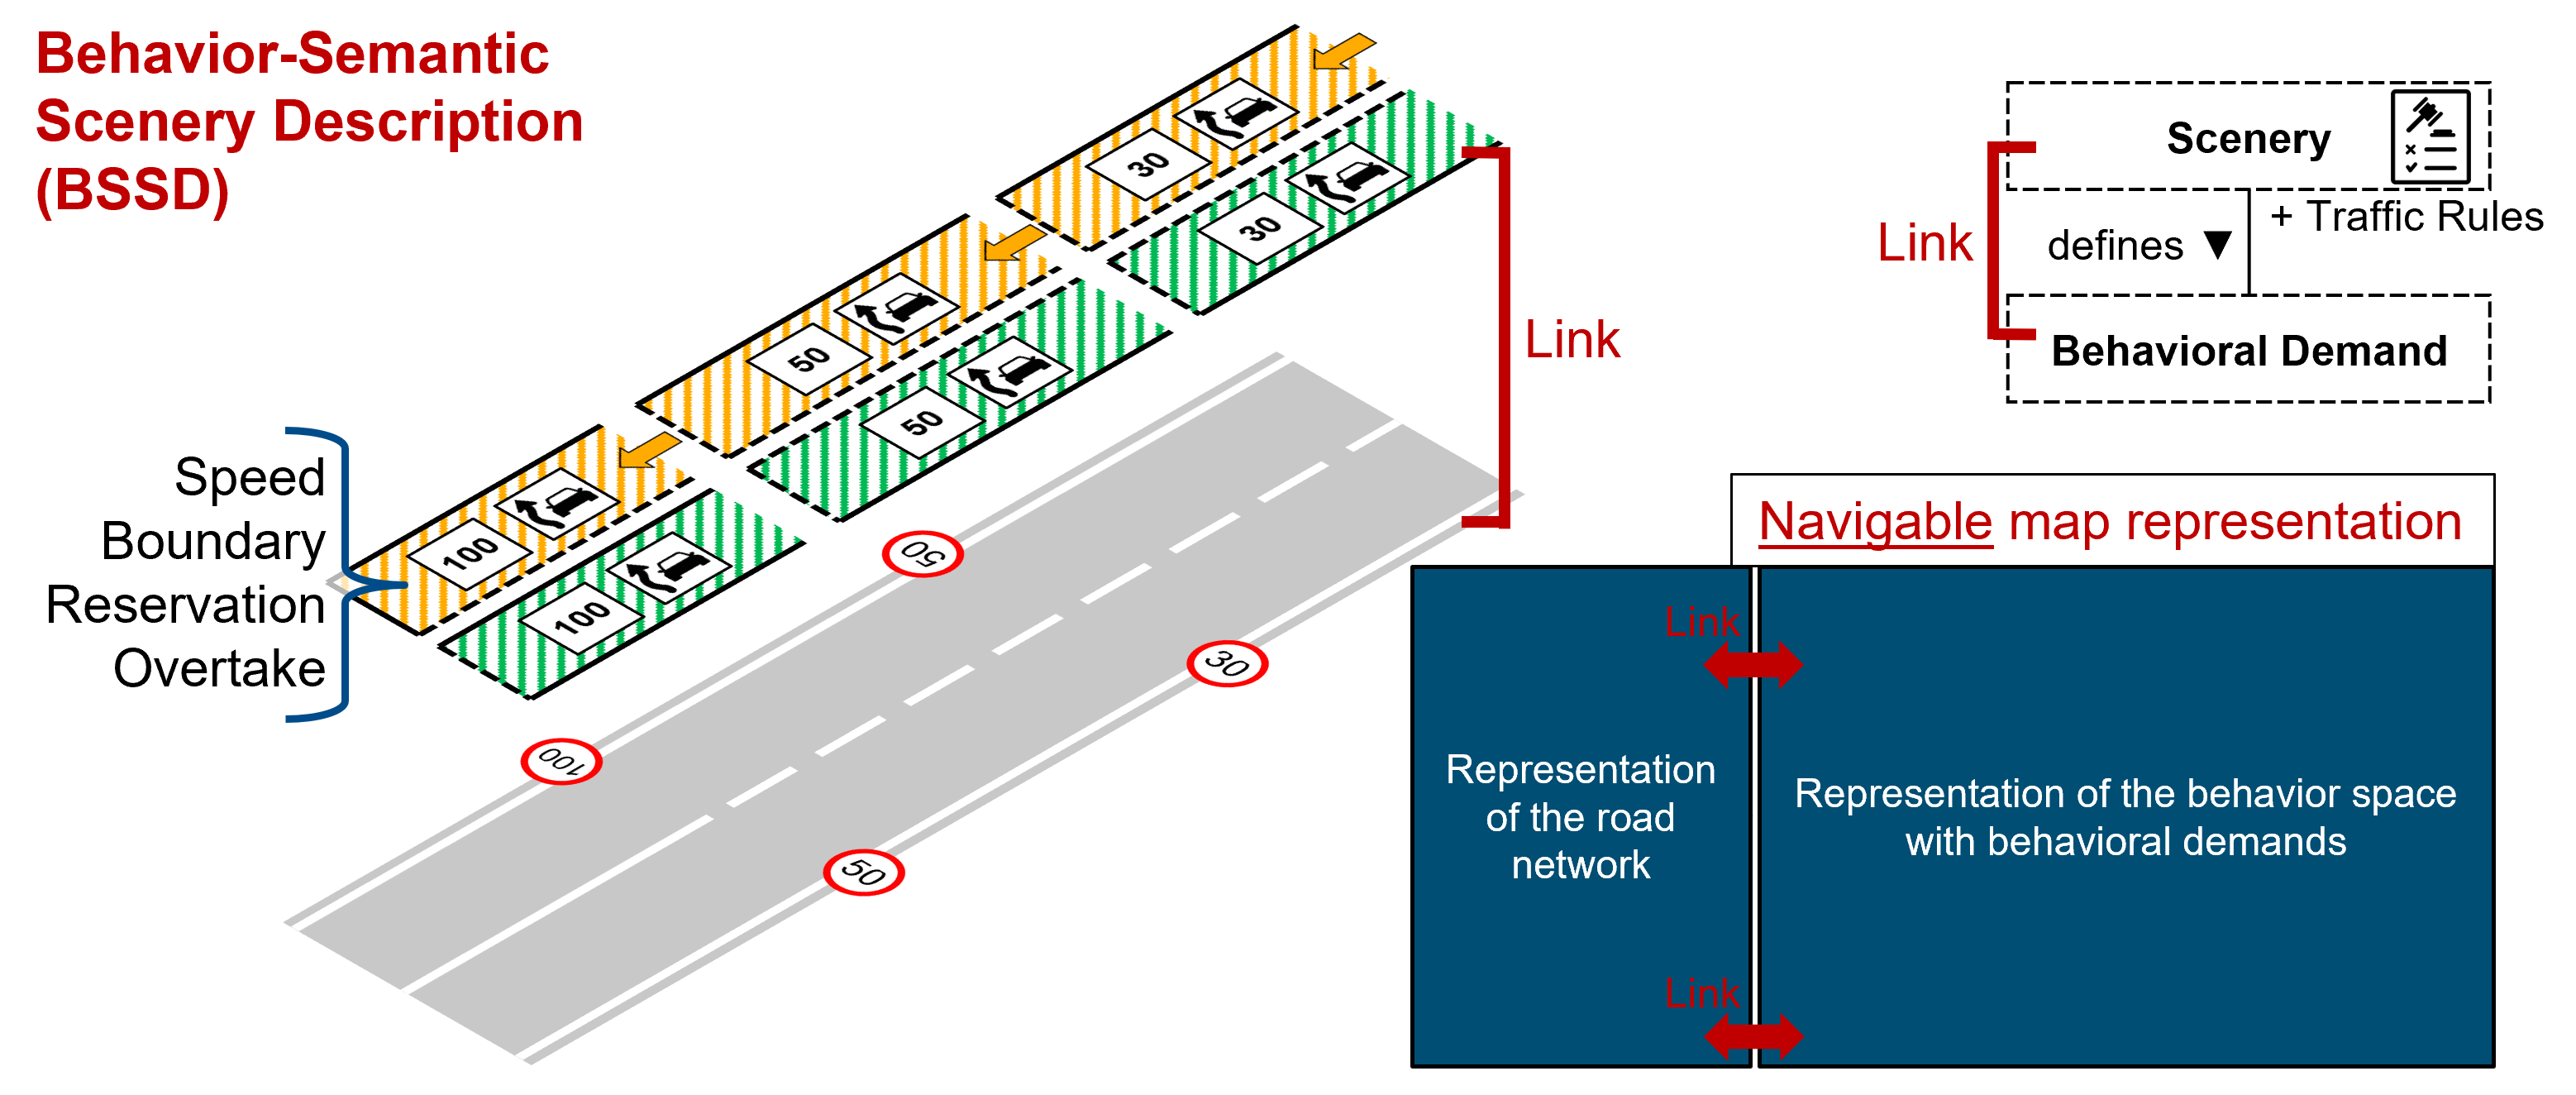 Behavior-Semantic
Scenery Description
(BSSD)
Speed
Boundary
Reservation
Overtake
30
30
50
50
100
100
50
30
100
50
Link
Scenery
+ Traffic Rules
Link
defines ▼
Behavioral Demand
Navigable map representation
Link
Representation
of the road
network
Representation of the behavior space
with behavioral demands
Link